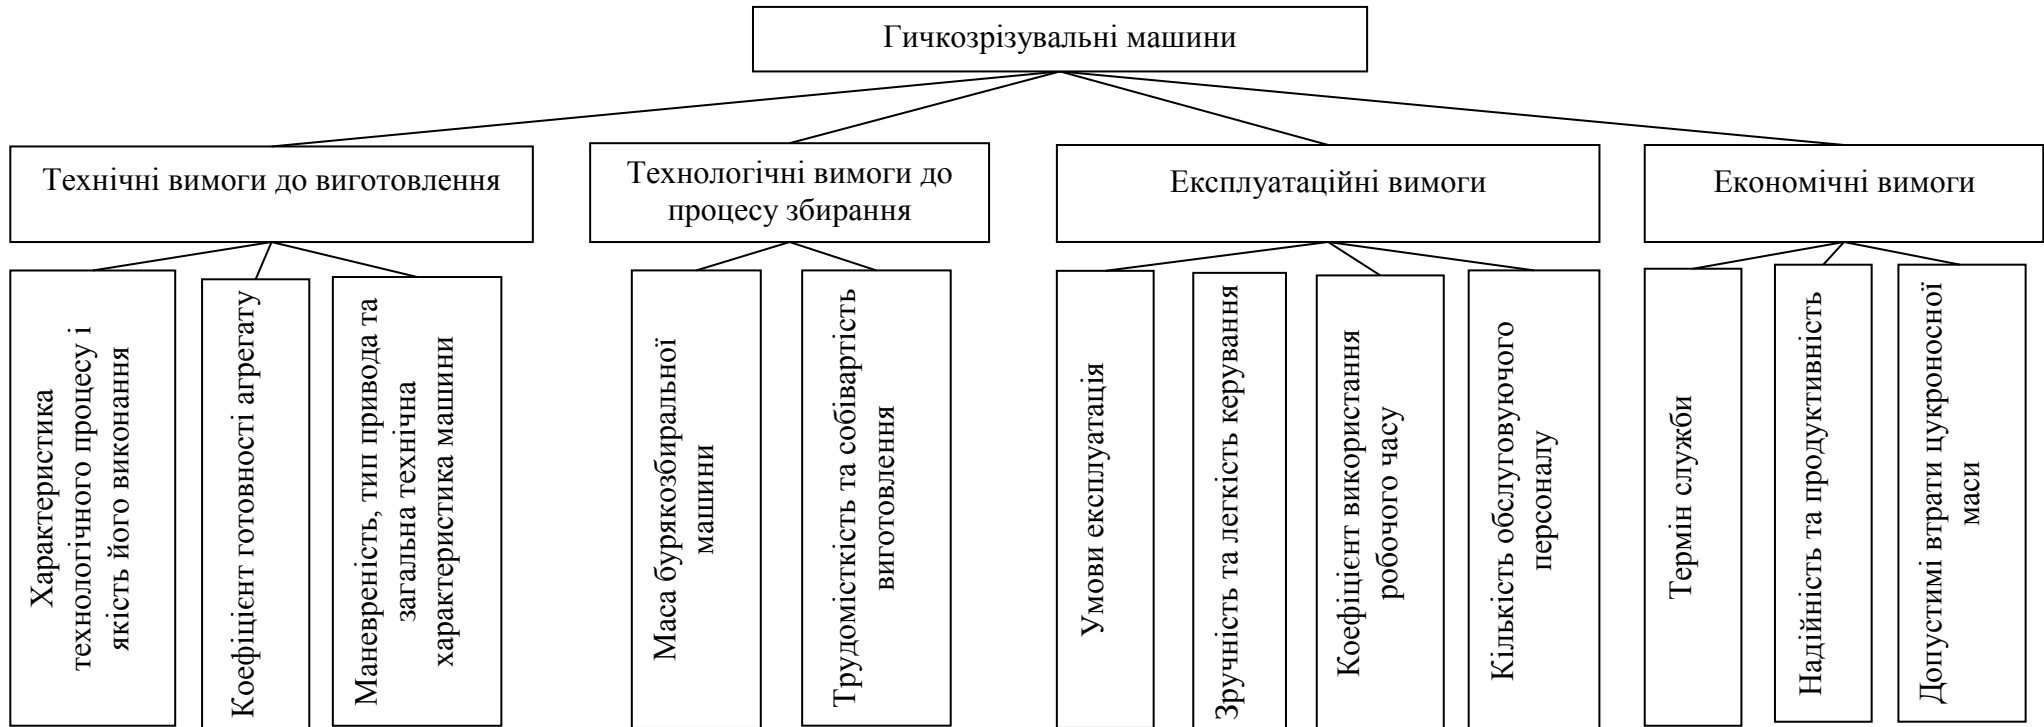 Гичкозрізувальні машини
Технічні вимоги до виготовлення
Технологічні вимоги до
процесу збирання
Експлуатаційні вимоги
Економічні вимоги
Характеристика
технологічного процесу і
якість його виконання
Коефіцієнт готовності агрегату
Маневреність, тип привода та
загальна технічна
характеристика машини
Маса бурякозбиральної
машини
Трудомісткість та собівартість
виготовлення
Умови експлуатація
Зручність та легкість керування
Коефіцієнт використання
робочого часу
Кількість обслуговуючого
персоналу
Термін служби
Надійність та продуктивність
Допустимі втрати цукроносної
маси